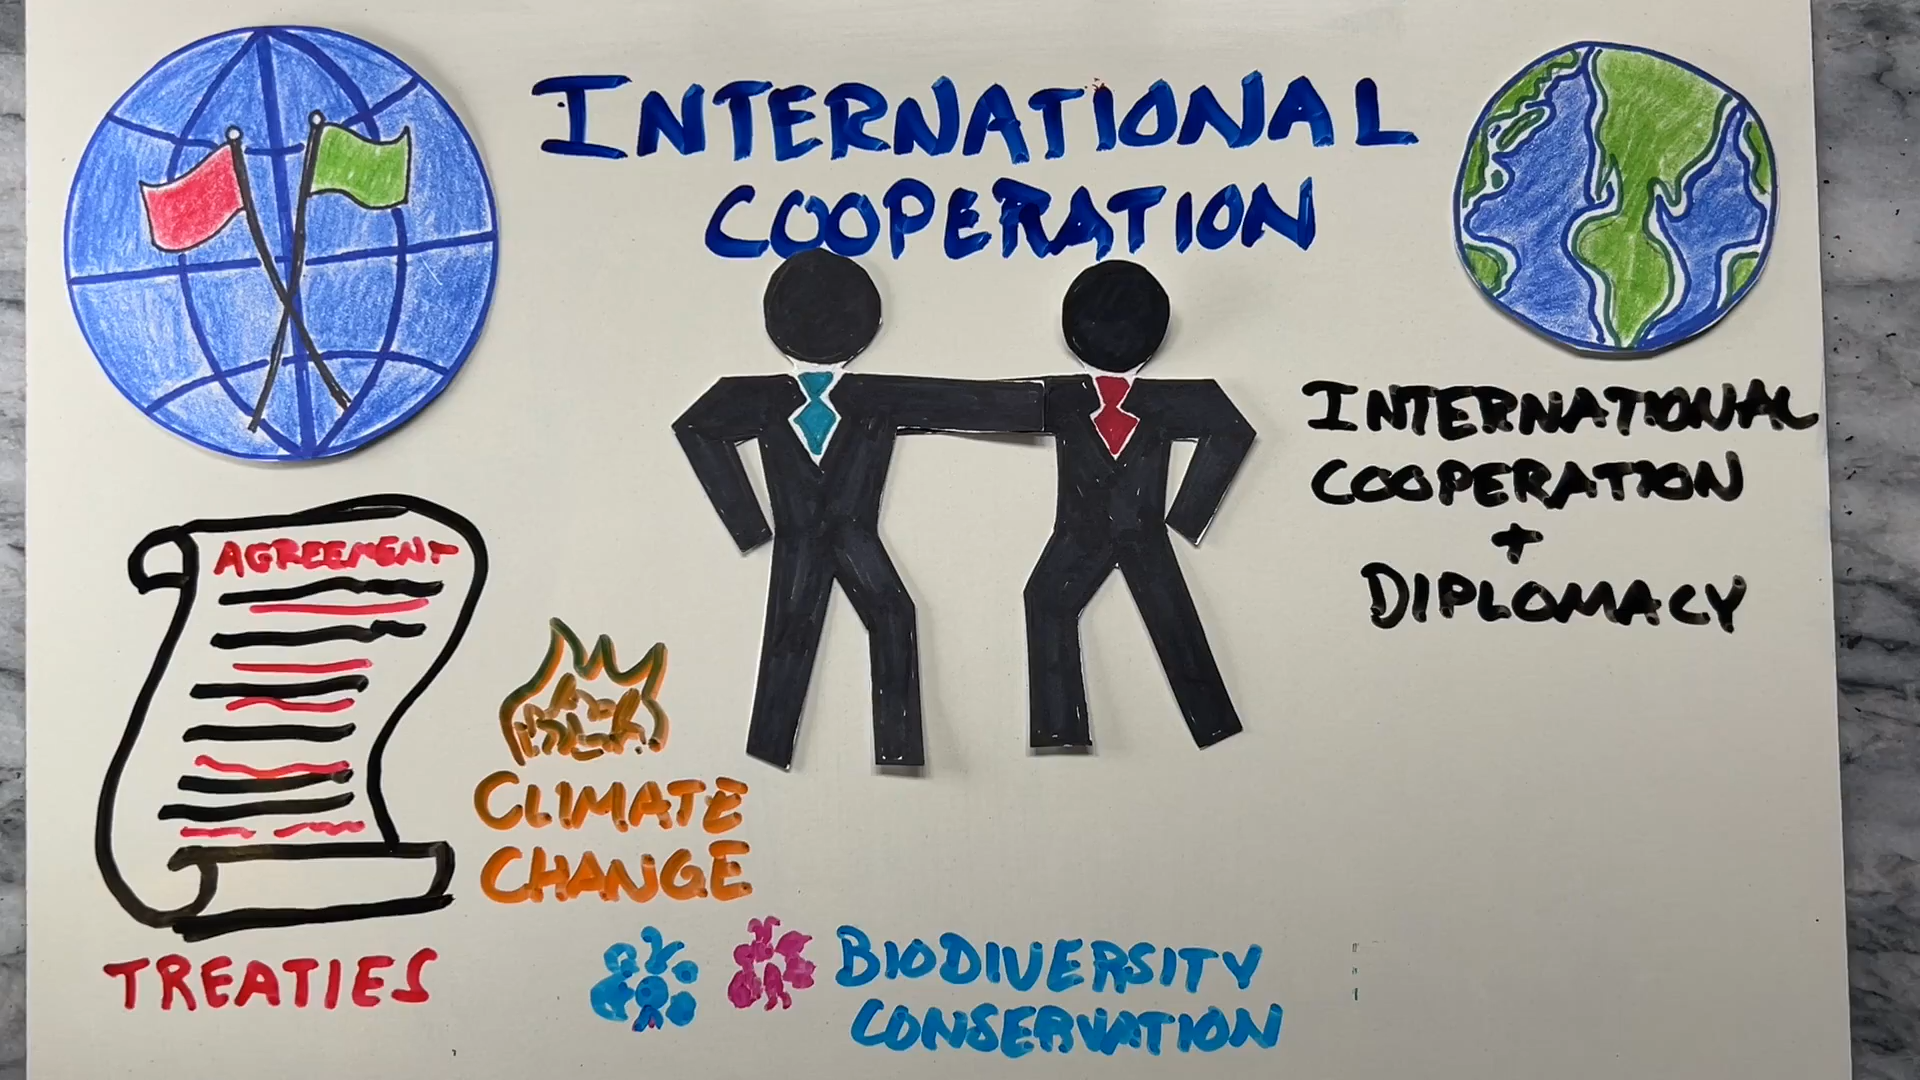 INTERNATIONAL
COOPERATION
INTERNATIONAL
COOPERATION
+
DIPLOMACY
AGREEMENT
TREATIES
CLIMATE
CHANGE
BIODIVERSITY
CONSERVATION